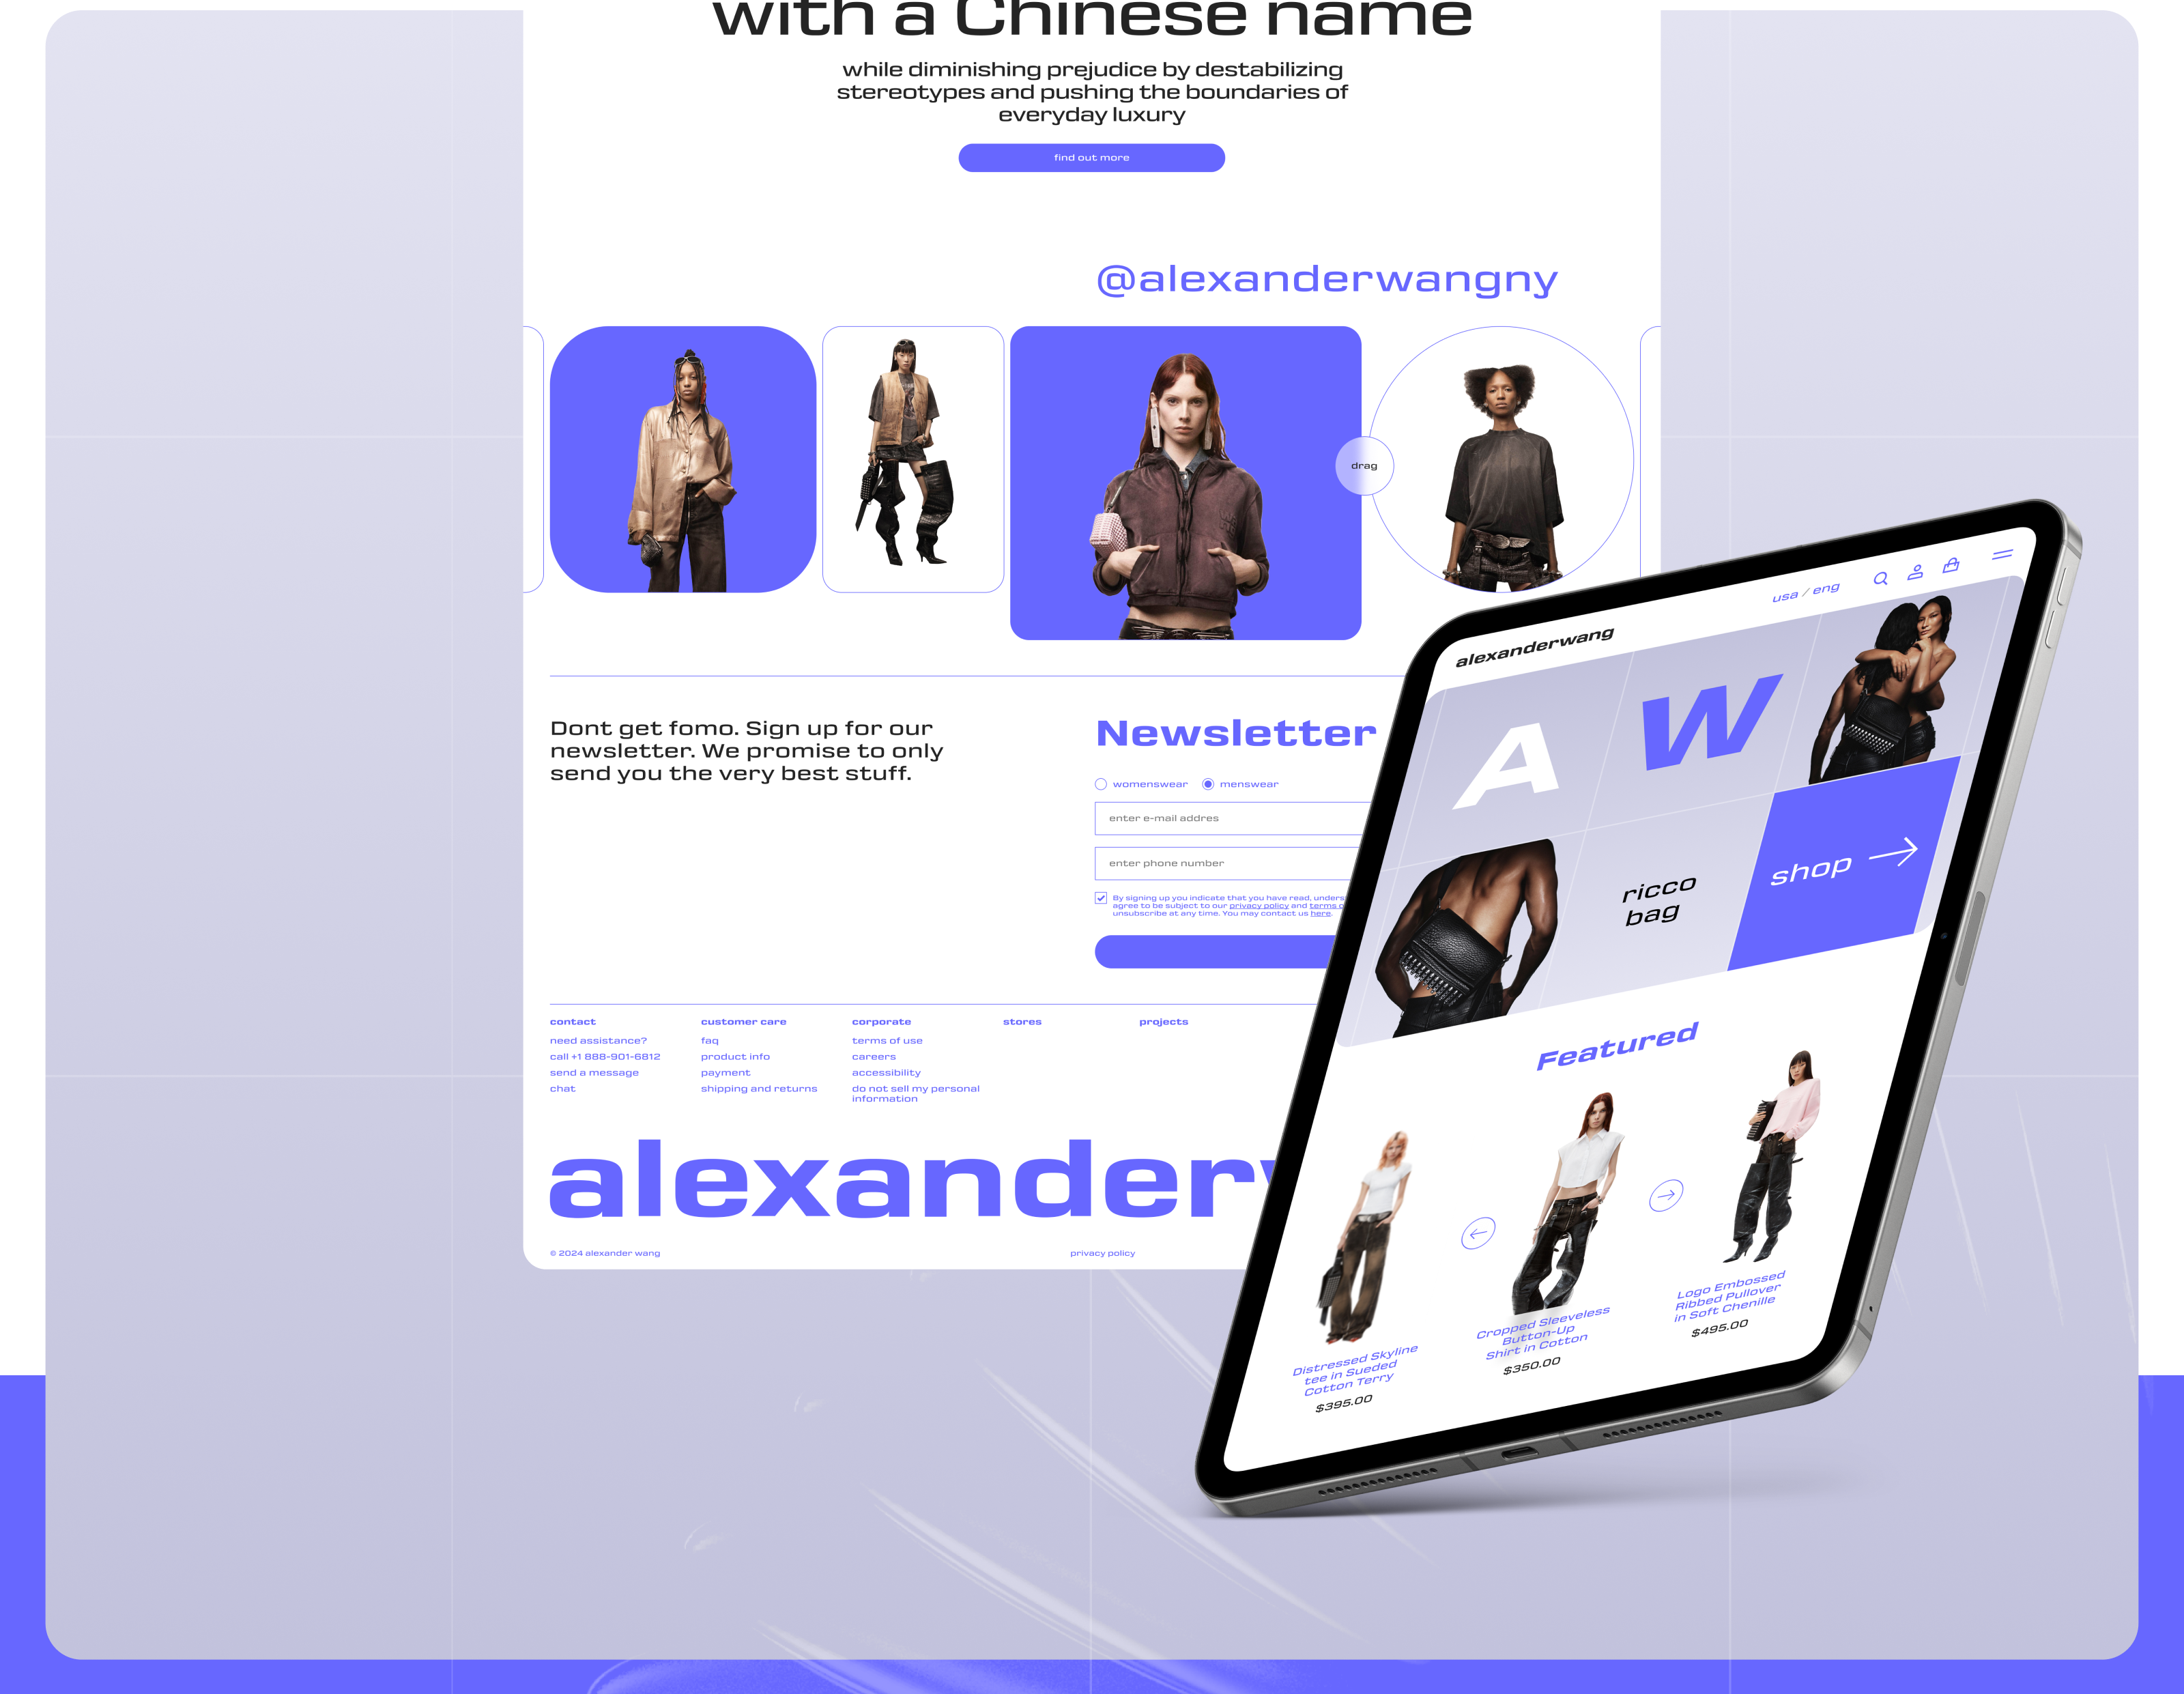 with a Chinese name
while diminishing prejudice by destabilizing
stereotypes and pushing the boundaries of
everyday luxury
find out more
@alexanderwangny
drag
Dont get fomo. Sign up for our
newsletter. We promise to only
send you the very best stuff.
Newsletter
womenswear
menswear
enter e-mail addres
enter phone number
By signing up you indicate that you have read,
agree to be subject to our privacy policy and terms
unsubscribe at any time. You may contact us here.
contact
need assistance?
call +1 888-901-6812
send a message
chat
customer care
faq
product info
payment
shipping and returns
corporate
terms of use
careers
accessibility
do not sell my personal
information
stores
projects
alexander
© 2024 alexander wang
privacy policy
alexanderwang
usa / eng
A
W
ricco
bag
shop
Featured
Distressed Skyline
tee in Sueded
Cotton Terry
$395.00
Cropped Sleeveless
Button-Up
Shirt in Cotton
$350.00
Logo Embossed
Ribbed Pullover
in Soft Chenille
$495.00